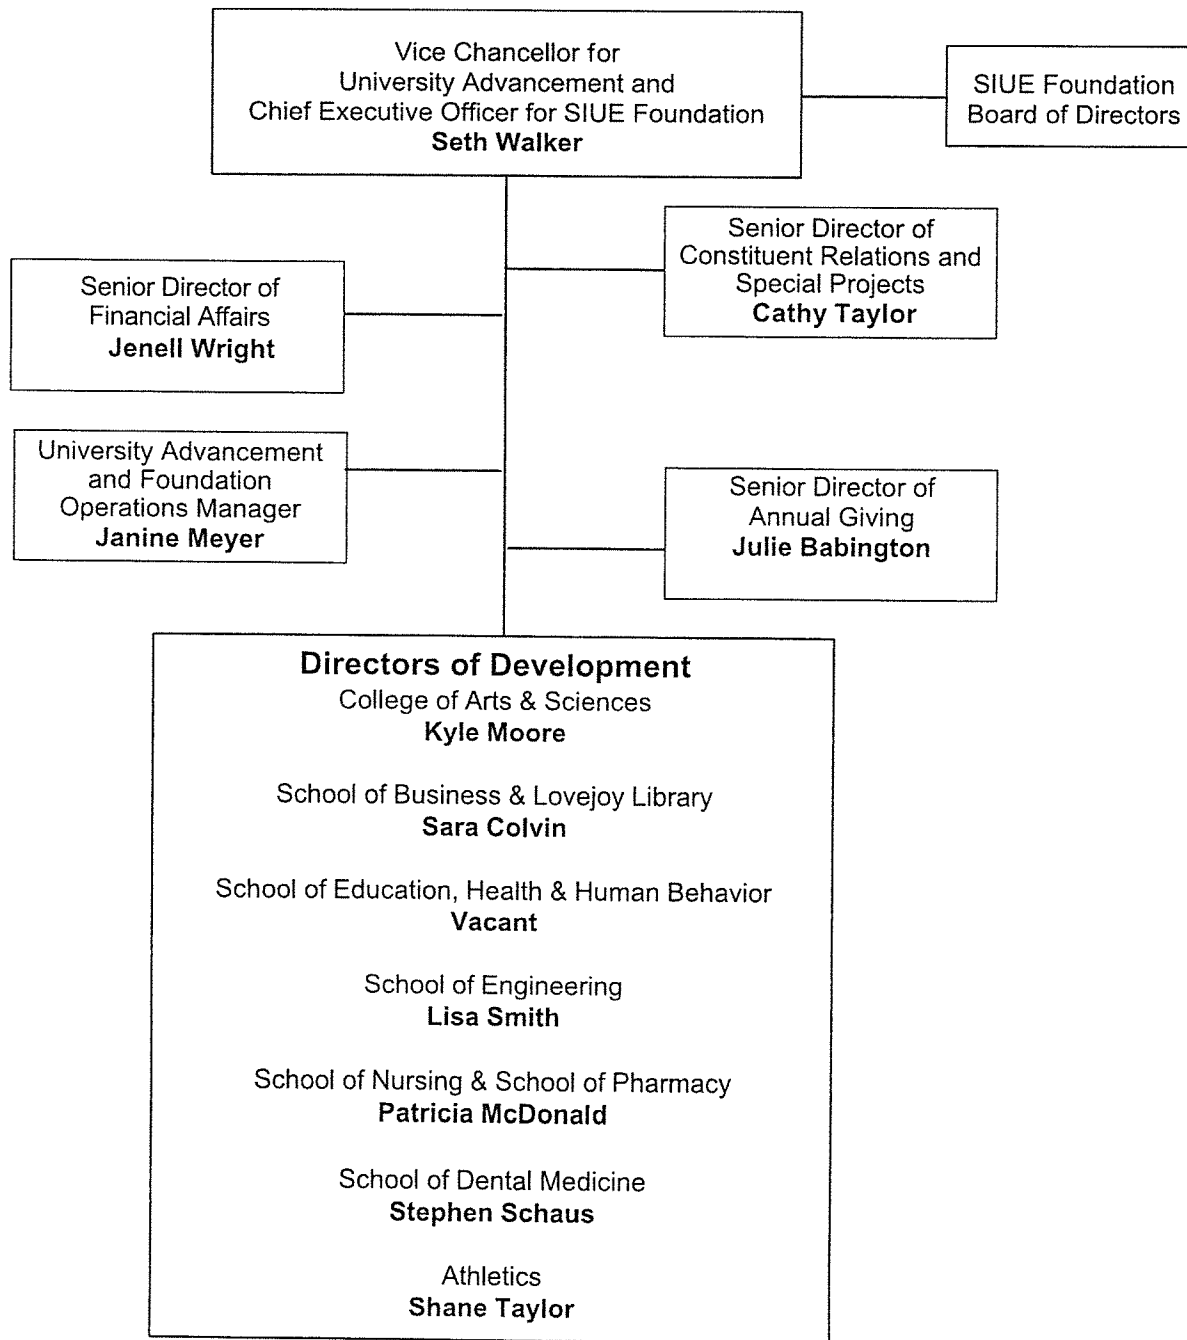 Vice Chancellor for
University Advancement and
Chief Executive Officer for SIUE Foundation
Seth Walker
SIUE Foundation
Board of Directors
Senior Director of
Constituent Relations and
Special Projects
Cathy Taylor
Senior Director of
Financial Affairs
Jenell Wright
University Advancement
and Foundation
Operations Manager
Janine Meyer
Senior Director of
Annual Giving
Julie Babington
Directors of Development
College of Arts & Sciences
Kyle Moore
School of Business & Lovejoy Library
Sara Colvin
School of Education, Health & Human Behavior
Vacant
School of Engineering
Lisa Smith
School of Nursing & School of Pharmacy
Patricia McDonald
School of Dental Medicine
Stephen Schaus
Athletics
Shane Taylor